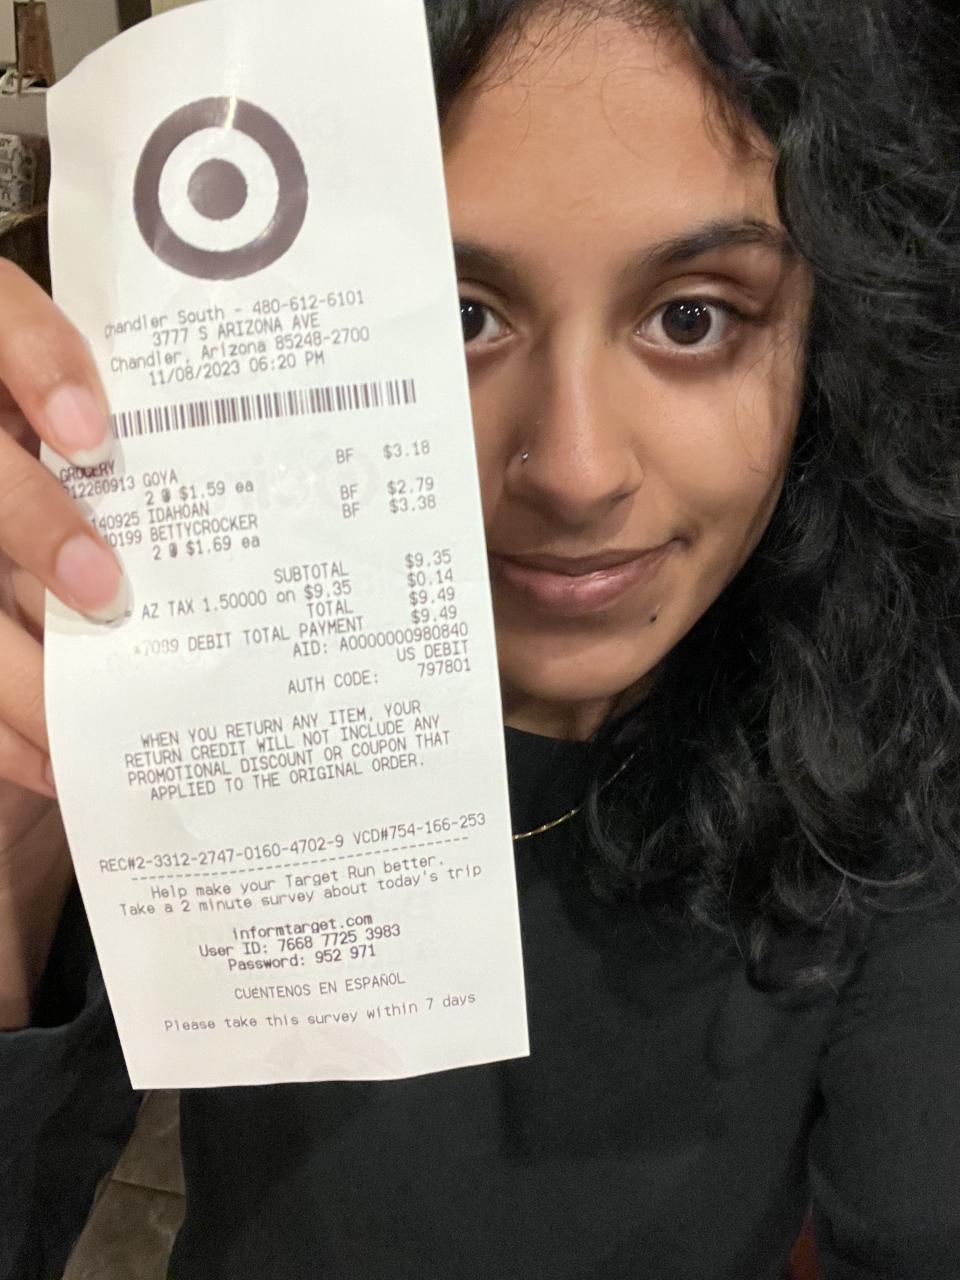 Chandler South - 480-612-6101
3777 S ARIZONA AVE
Chandler, Arizona 85248-2700
11/08/2023 06:20 PM
GROCERY
212260913 GOYA BF $3.18
2 @ $1.59 ea
140925 IDAHOAN BF $2.79
10199 BETTYCROCKER BF $3.38
2 @ $1.69 ea
SUBTOTAL $9.35
= AZ TAX 1.50000 on $9.35 $0.14
TOTAL $9.49
*7099 DEBIT TOTAL PAYMENT $9.49
AID: A0000000980840
US DEBIT
AUTH CODE: 797801
WHEN YOU RETURN ANY ITEM, YOUR
RETURN CREDIT WILL NOT INCLUDE ANY
PROMOTIONAL DISCOUNT OR COUPON THAT
APPLIED TO THE ORIGINAL ORDER.
REC#2-3312-2747-0160-4702-9 VCD#754-166-253
Help make your Target Run better.
Take a 2 minute survey about today's trip
informtarget.com
User ID: 7668 7725 3983
Password: 952 971
CUÉNTENOS EN ESPAÑOL
Please take this survey within 7 days